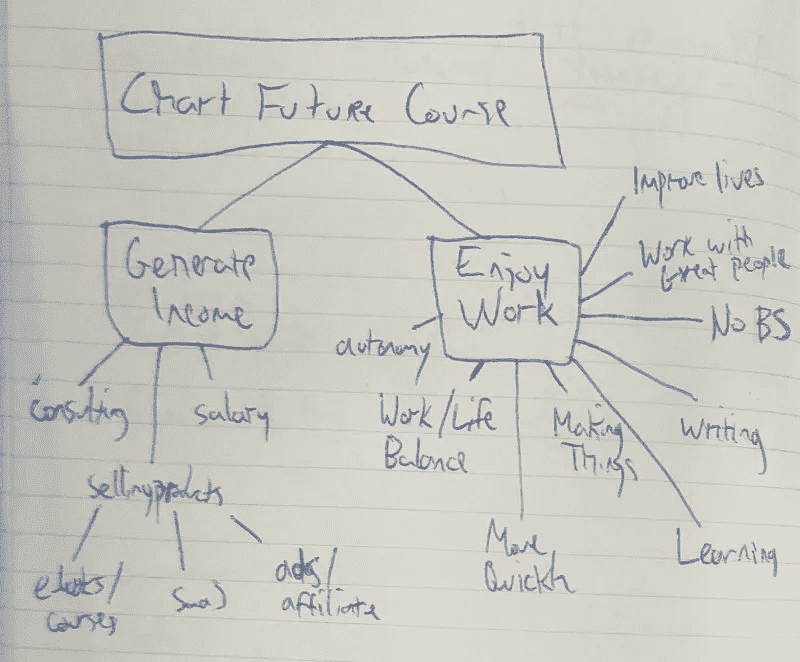 Chart Future Course
Improve lives
Generate
Income
Enjoy
Work
Work with
Great people
No BS
autonomy
consulting
salary
Work/Life
Balance
Making
Things
Writing
selling products
Move
Quickly
Learning
ebooks/
courses
SaaS
ads/
affiliate